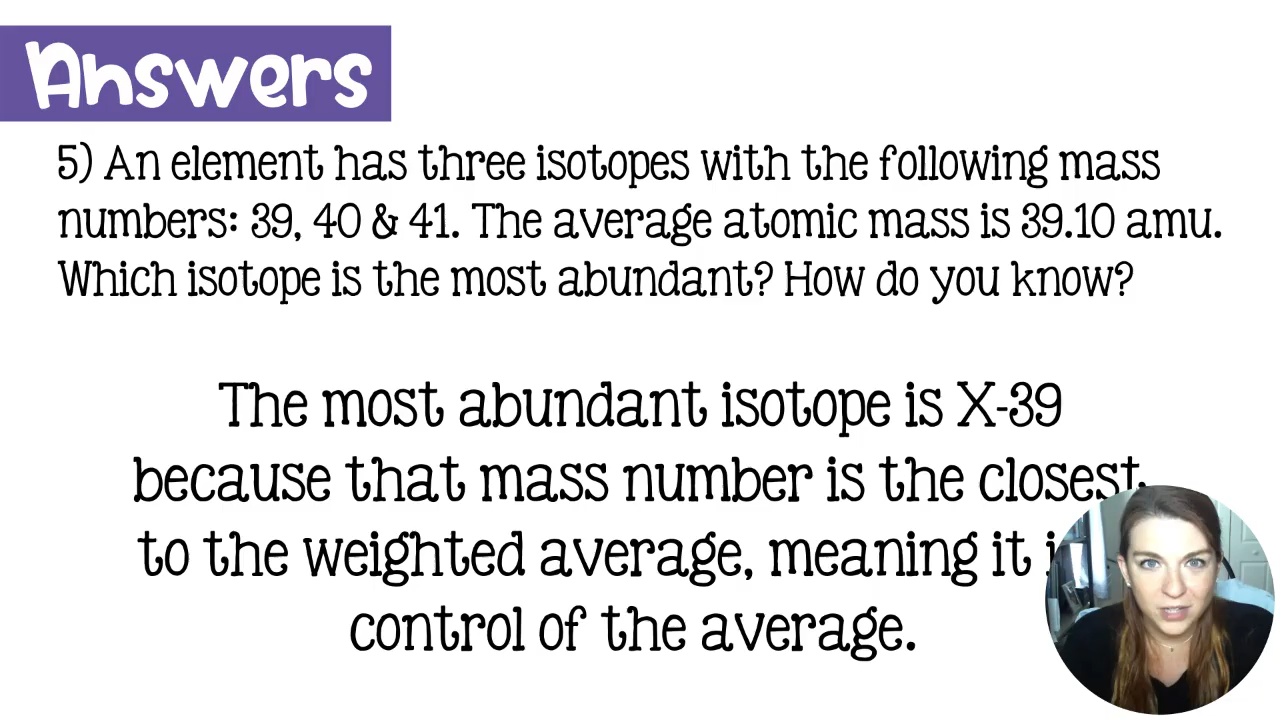 Answers
5) An element has three isotopes with the following mass
numbers: 39, 40 & 41. The average atomic mass is 39.10 amu.
Which isotope is the most abundant? How do you know?
The most abundant isotope is X-39
because that mass number is the closest
to the weighted average, meaning it
control of the average.